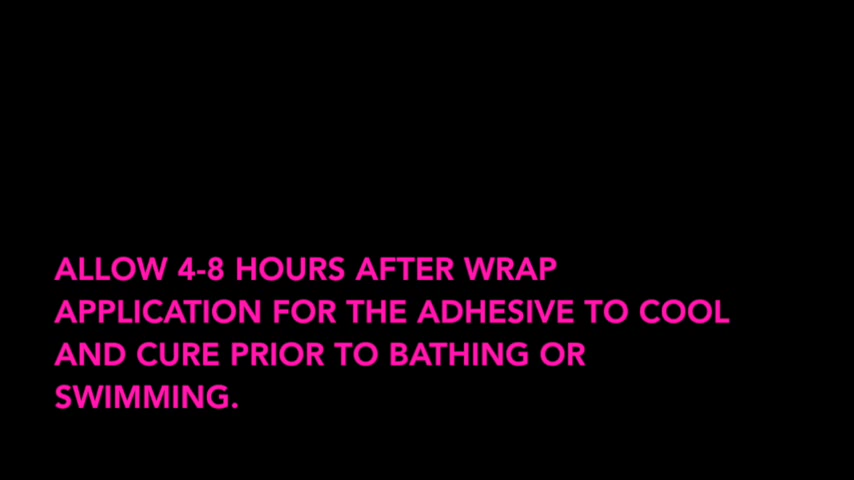 ALLOW 4-8 HOURS AFTER WRAP
APPLICATION FOR THE ADHESIVE TO COOL
AND CURE PRIOR TO BATHING OR
SWIMMING.